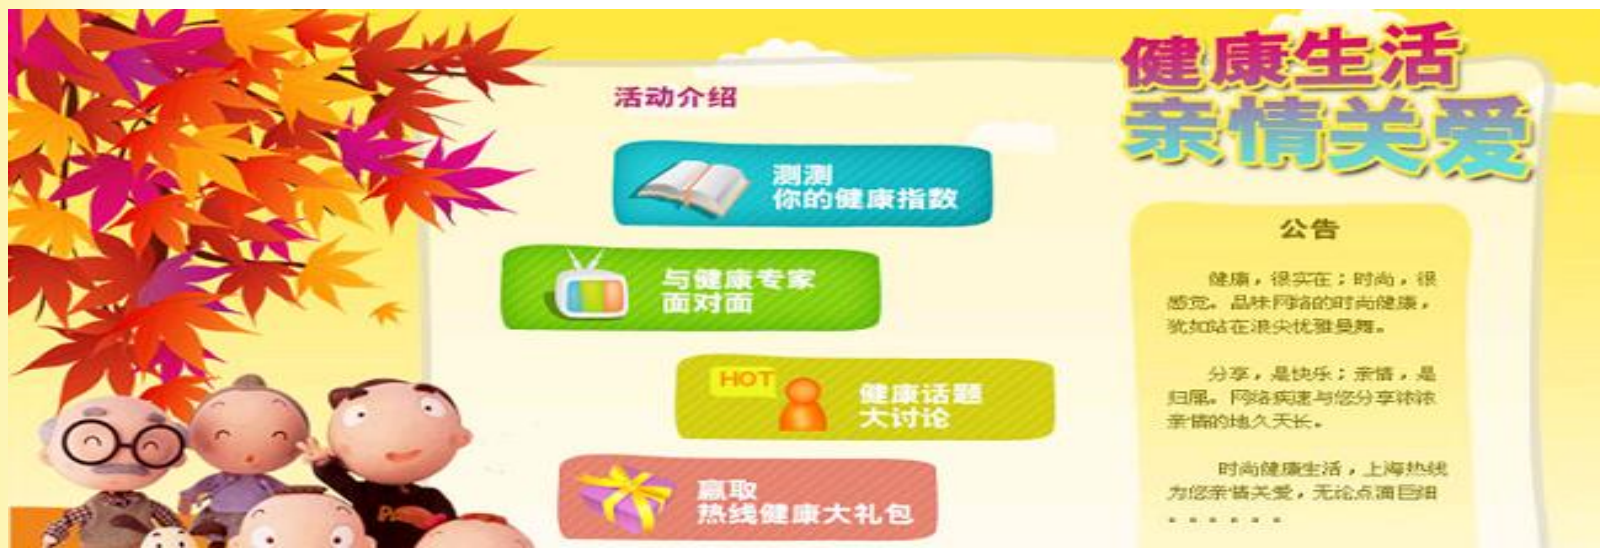 健康生活
亲情关爱
活动介绍
测测
你的健康指数
与健康专家
面对面
HOT
健康话题
大讨论
赢取
热线健康大礼包
公告
健康，很实在；时尚，很
感觉。品味网络的时尚健康，
犹如站在浪尖优雅曼舞。
分享，是快乐；亲情，是
归属。网络疾速与您分享浓浓
亲情的地久天长。
时尚健康生活，上海热线
为您亲情关爱，无论点滴巨细
。。。。。。